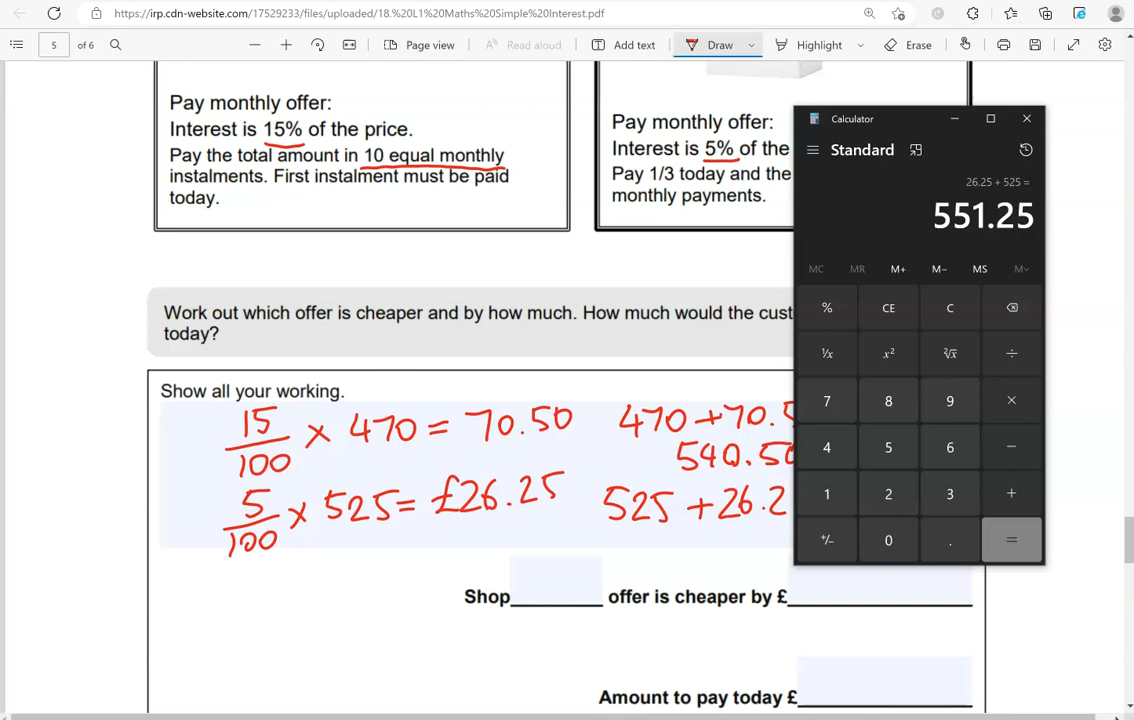 https://irp.cdn-website.com/17529233/files/uploaded/18.%20L1%20Maths%20Simple%20Interest.pdf
5 of 6
Page view
Read aloud
Add text
Draw
Highlight
Erase
Pay monthly offer:
Interest is 15% of the price.
Pay the total amount in 10 equal monthly
instalments. First instalment must be paid
today.
Pay monthly offer:
Interest is 5% of the
Pay 1/3 today and the
monthly payments.
Calculator
Standard
26.25 + 525 =
551.25
MC MR M+ M− MS M˅
% CE C
¹/x x² ²√x ÷
7 8 9 ×
4 5 6 −
1 2 3 +
+/− 0 . =
Work out which offer is cheaper and by how much. How much would the cust
today?
Show all your working.
15/100 × 470 = 70.50
470 + 70.5
540.50
5/100 × 525 = £26.25
525 + 26.2
Shop offer is cheaper by £
Amount to pay today £